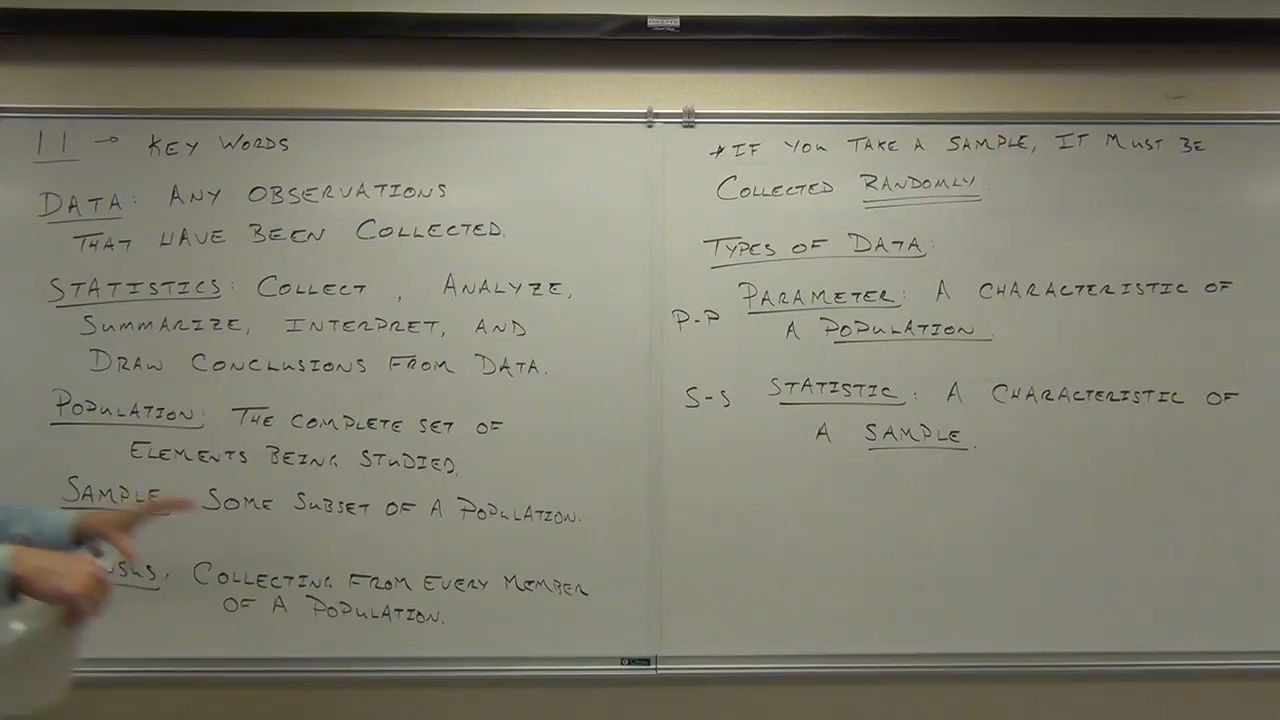 1.1 → KEY WORDS
DATA: ANY OBSERVATIONS
THAT HAVE BEEN COLLECTED.
STATISTICS: COLLECT, ANALYZE,
SUMMARIZE, INTERPRET, AND
DRAW CONCLUSIONS FROM DATA.
POPULATION: THE COMPLETE SET OF
ELEMENTS BEING STUDIED.
SAMPLE SOME SUBSET OF A POPULATION.
COLLECTING FROM EVERY MEMBER
OF A POPULATION.
* IF YOU TAKE A SAMPLE, IT MUST BE
COLLECTED RANDOMLY.
TYPES OF DATA:
P-P PARAMETER: A CHARACTERISTIC OF
A POPULATION.
S-S STATISTIC: A CHARACTERISTIC OF
A SAMPLE.